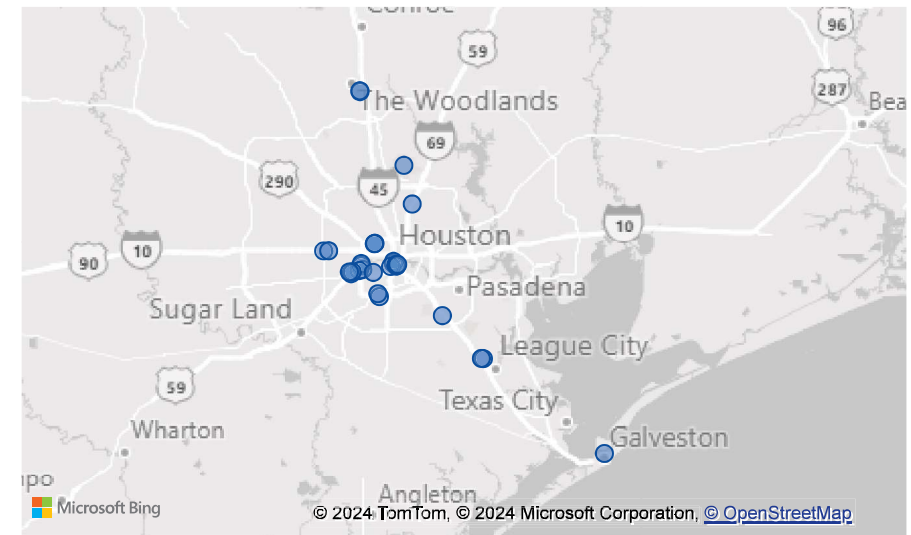 Conroe
96
59
287
The Woodlands
Bea
69
290
45
10
Houston
10
90
Pasadena
Sugar Land
League City
59
Texas City
Wharton
Galveston
npo
Angleton
Microsoft Bing
© 2024 TomTom, © 2024 Microsoft Corporation, © OpenStreetMap